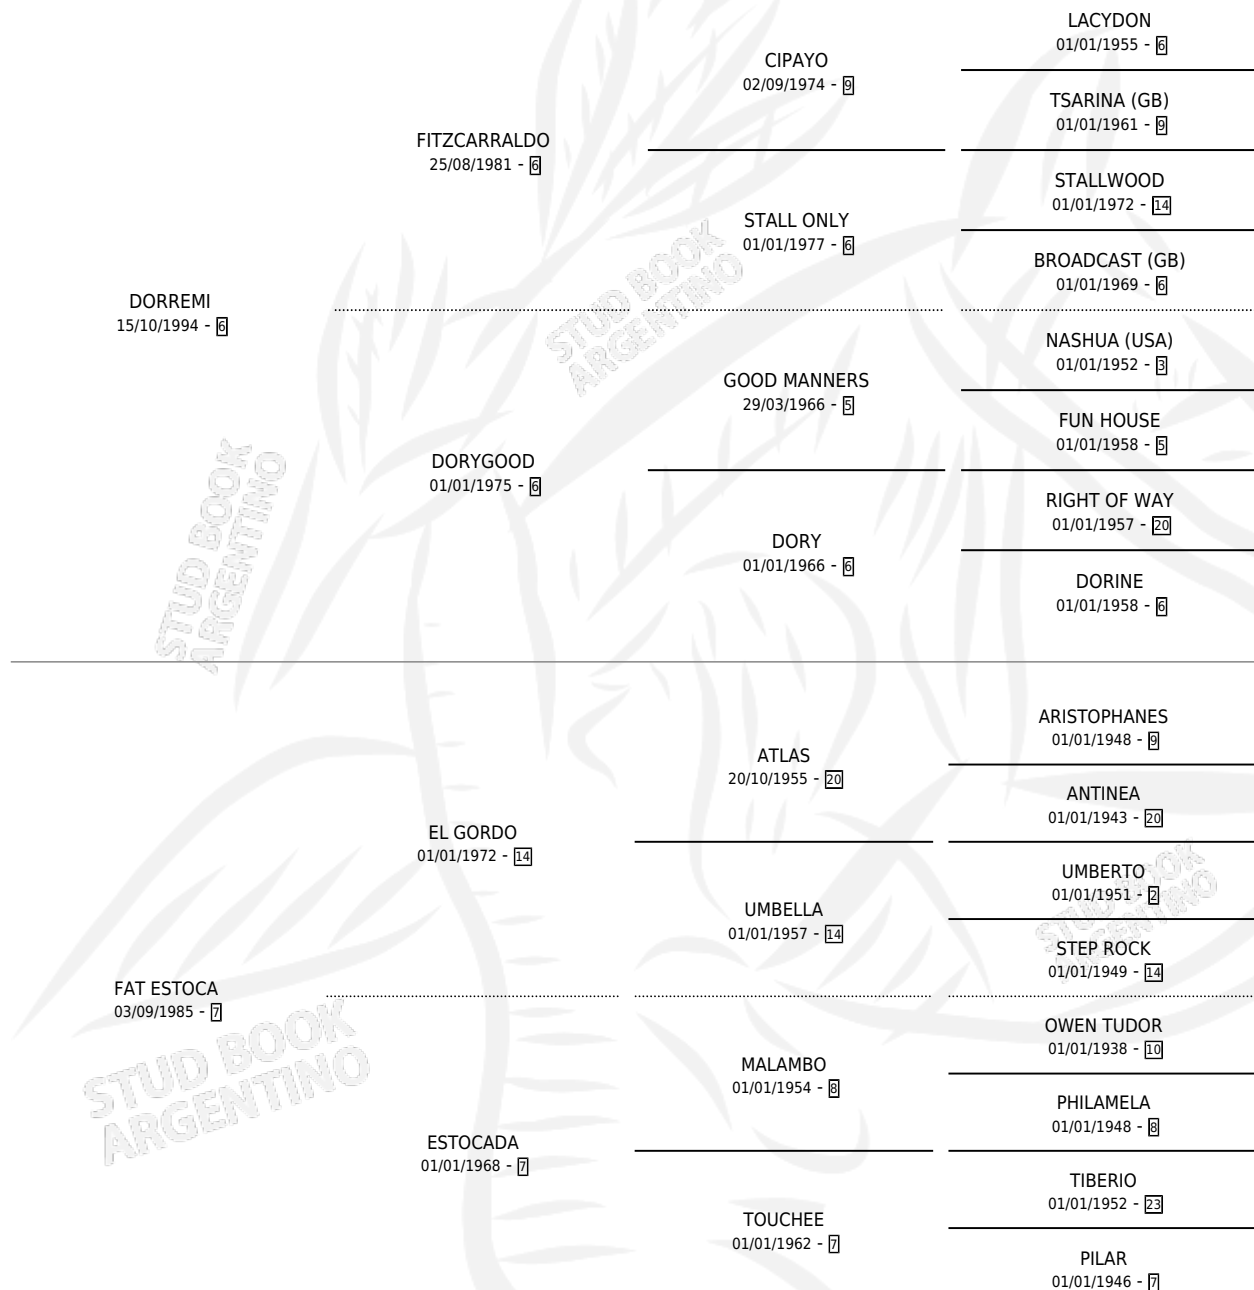 LACYDON
01/01/1955 - 6
CIPAYO
02/09/1974 - 9
TSARINA (GB)
01/01/1961 - 9
FITZCARRALDO
25/08/1981 - 6
STALLWOOD
01/01/1972 - 14
STALL ONLY
01/01/1977 - 6
BROADCAST (GB)
01/01/1969 - 6
DORREMI
15/10/1994 - 6
STUD BOOK
ARGENTINO
NASHUA (USA)
01/01/1952 - 3
GOOD MANNERS
29/03/1966 - 5
FUN HOUSE
01/01/1958 - 5
DORYGOOD
01/01/1975 - 6
RIGHT OF WAY
01/01/1957 - 20
DORY
01/01/1966 - 6
DORINE
01/01/1958 - 6
STUD BOOK
ARGENTINO
ARISTOPHANES
01/01/1948 - 9
ATLAS
20/10/1955 - 20
ANTINEA
01/01/1943 - 20
EL GORDO
01/01/1972 - 14
UMBERTO
01/01/1951 - 2
UMBELLA
01/01/1957 - 14
STUD BOOK
ARGENTINO
STEP ROCK
01/01/1949 - 14
FAT ESTOCA
03/09/1985 - 7
OWEN TUDOR
01/01/1938 - 10
STUD BOOK
ARGENTINO
MALAMBO
01/01/1954 - 8
PHILAMELA
01/01/1948 - 8
ESTOCADA
01/01/1968 - 7
TIBERIO
01/01/1952 - 23
TOUCHEE
01/01/1962 - 7
PILAR
01/01/1946 - 7